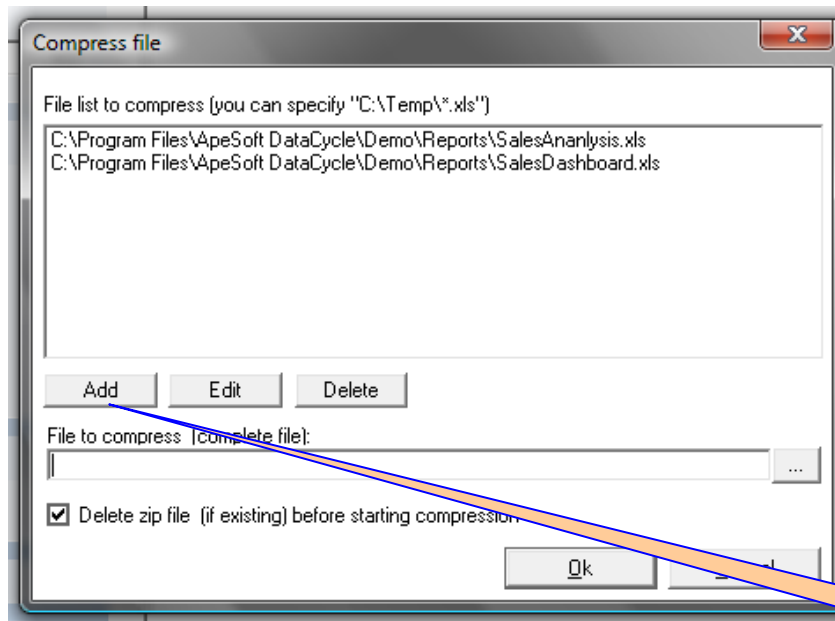 Compress file
File list to compress (you can specify "C:\Temp\*.xls")
C:\Program Files\ApeSoft DataCycle\Demo\Reports\SalesAnanlysis.xls
C:\Program Files\ApeSoft DataCycle\Demo\Reports\SalesDashboard.xls
Add Edit Delete
File to compress (complete file):
...
Delete zip file (if existing) before starting compression
Ok